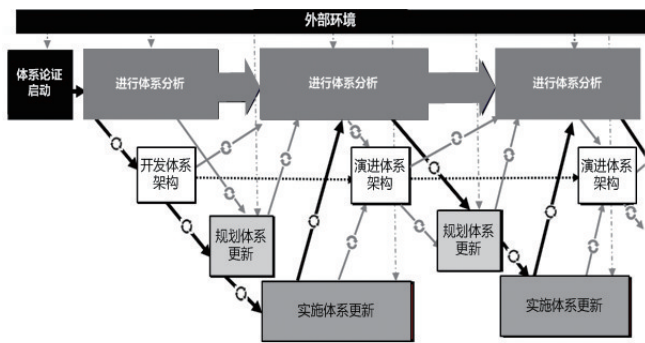 外部环境
体系论证
启动
进行体系分析
进行体系分析
进行体系分析
开发体系
架构
演进体系
架构
演进体系
架构
规划体系
更新
规划体系
更新
实施体系更新
实施体系更新